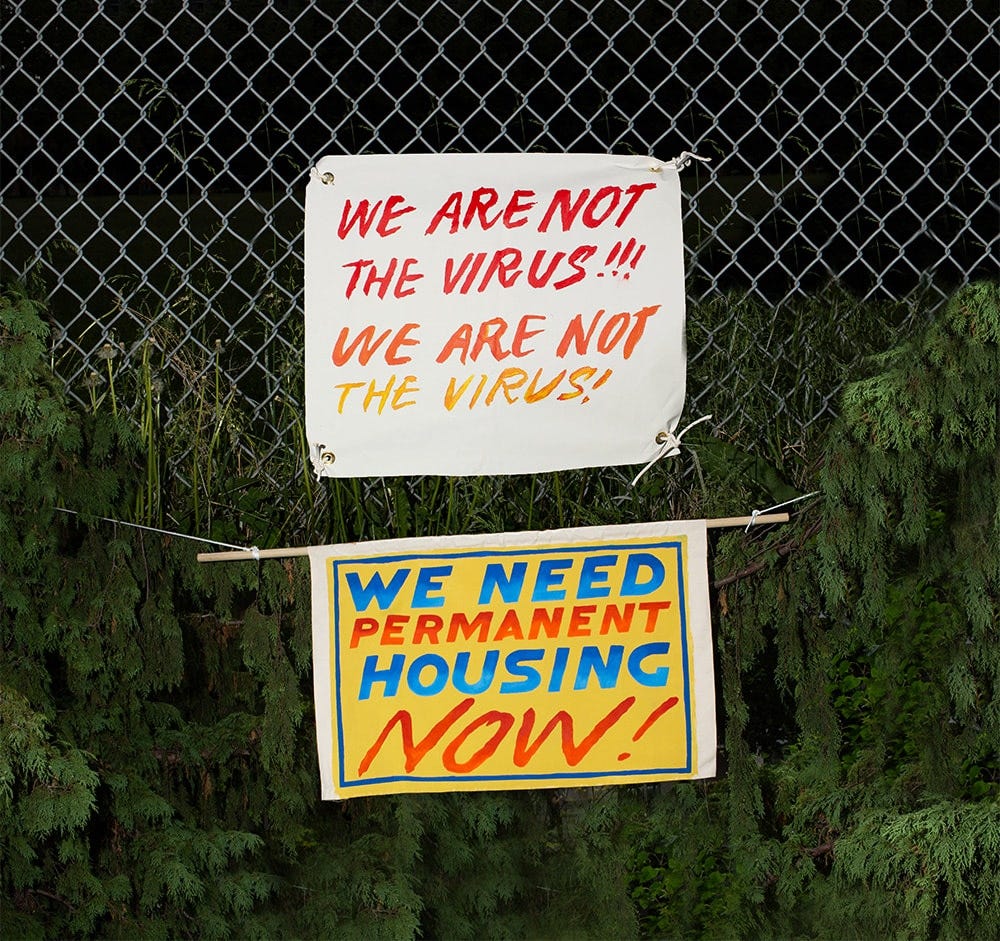 WE ARE NOT
THE VIRUS!!!
WE ARE NOT
THE VIRUS!
WE NEED
PERMANENT
HOUSING
NOW!